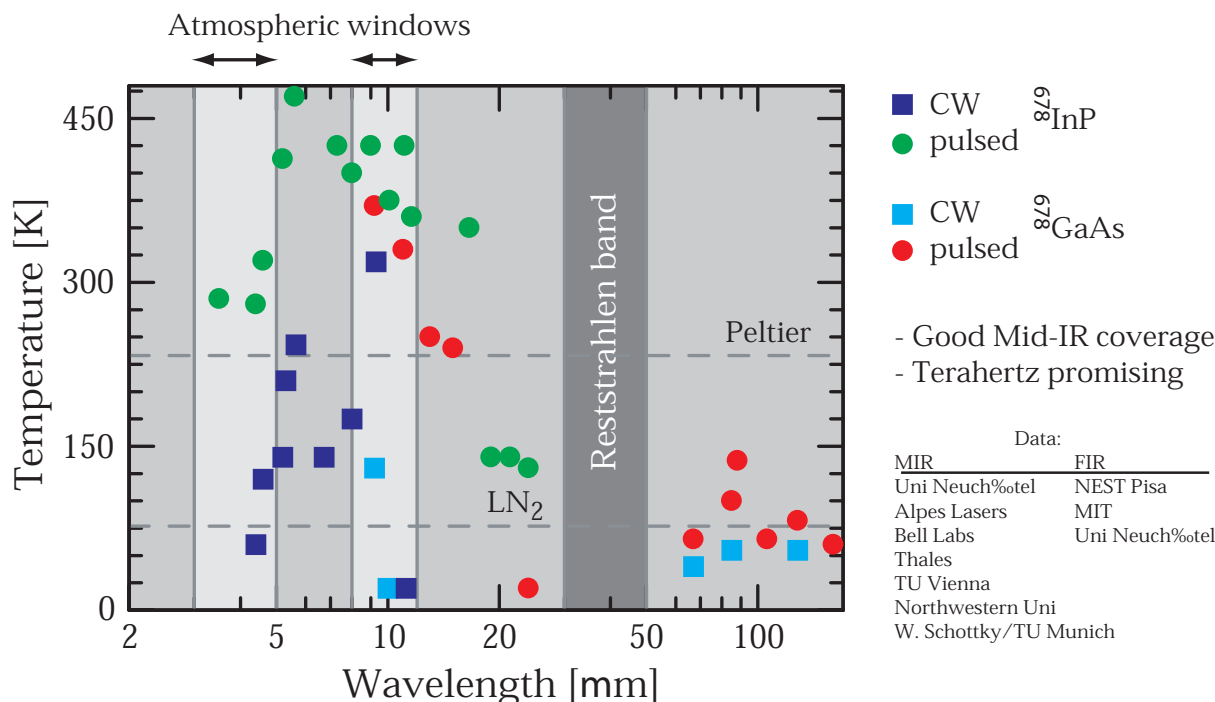 Atmospheric windows
450
300
150
0
Temperature [K]
Peltier
LN2
Reststrahlen band
2
5
10
20
50
100
Wavelength [mm]
CW
pulsed
678InP
CW
pulsed
678GaAs
- Good Mid-IR coverage
- Terahertz promising
Data:
MIR FIR
Uni Neuch‰tel NEST Pisa
Alpes Lasers MIT
Bell Labs Uni Neuch‰tel
Thales
TU Vienna
Northwestern Uni
W. Schottky/TU Munich